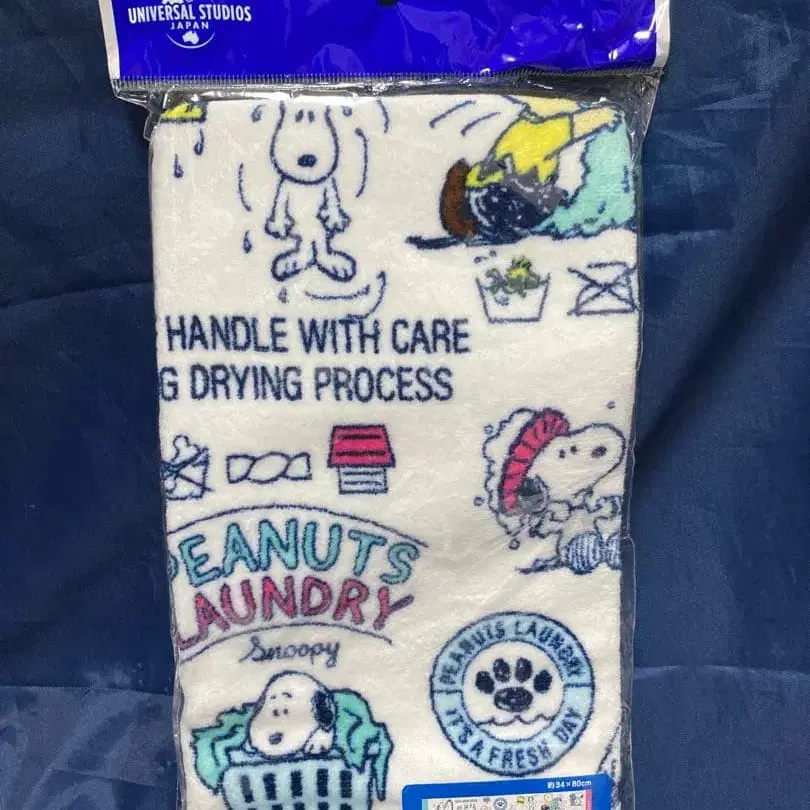 UNIVERSAL STUDIOS
JAPAN
HANDLE WITH CARE
G DRYING PROCESS
PEANUTS
LAUNDRY
Snoopy
PEANUTS LAUNDRY
IT'S A FRESH DAY
約34×80cm